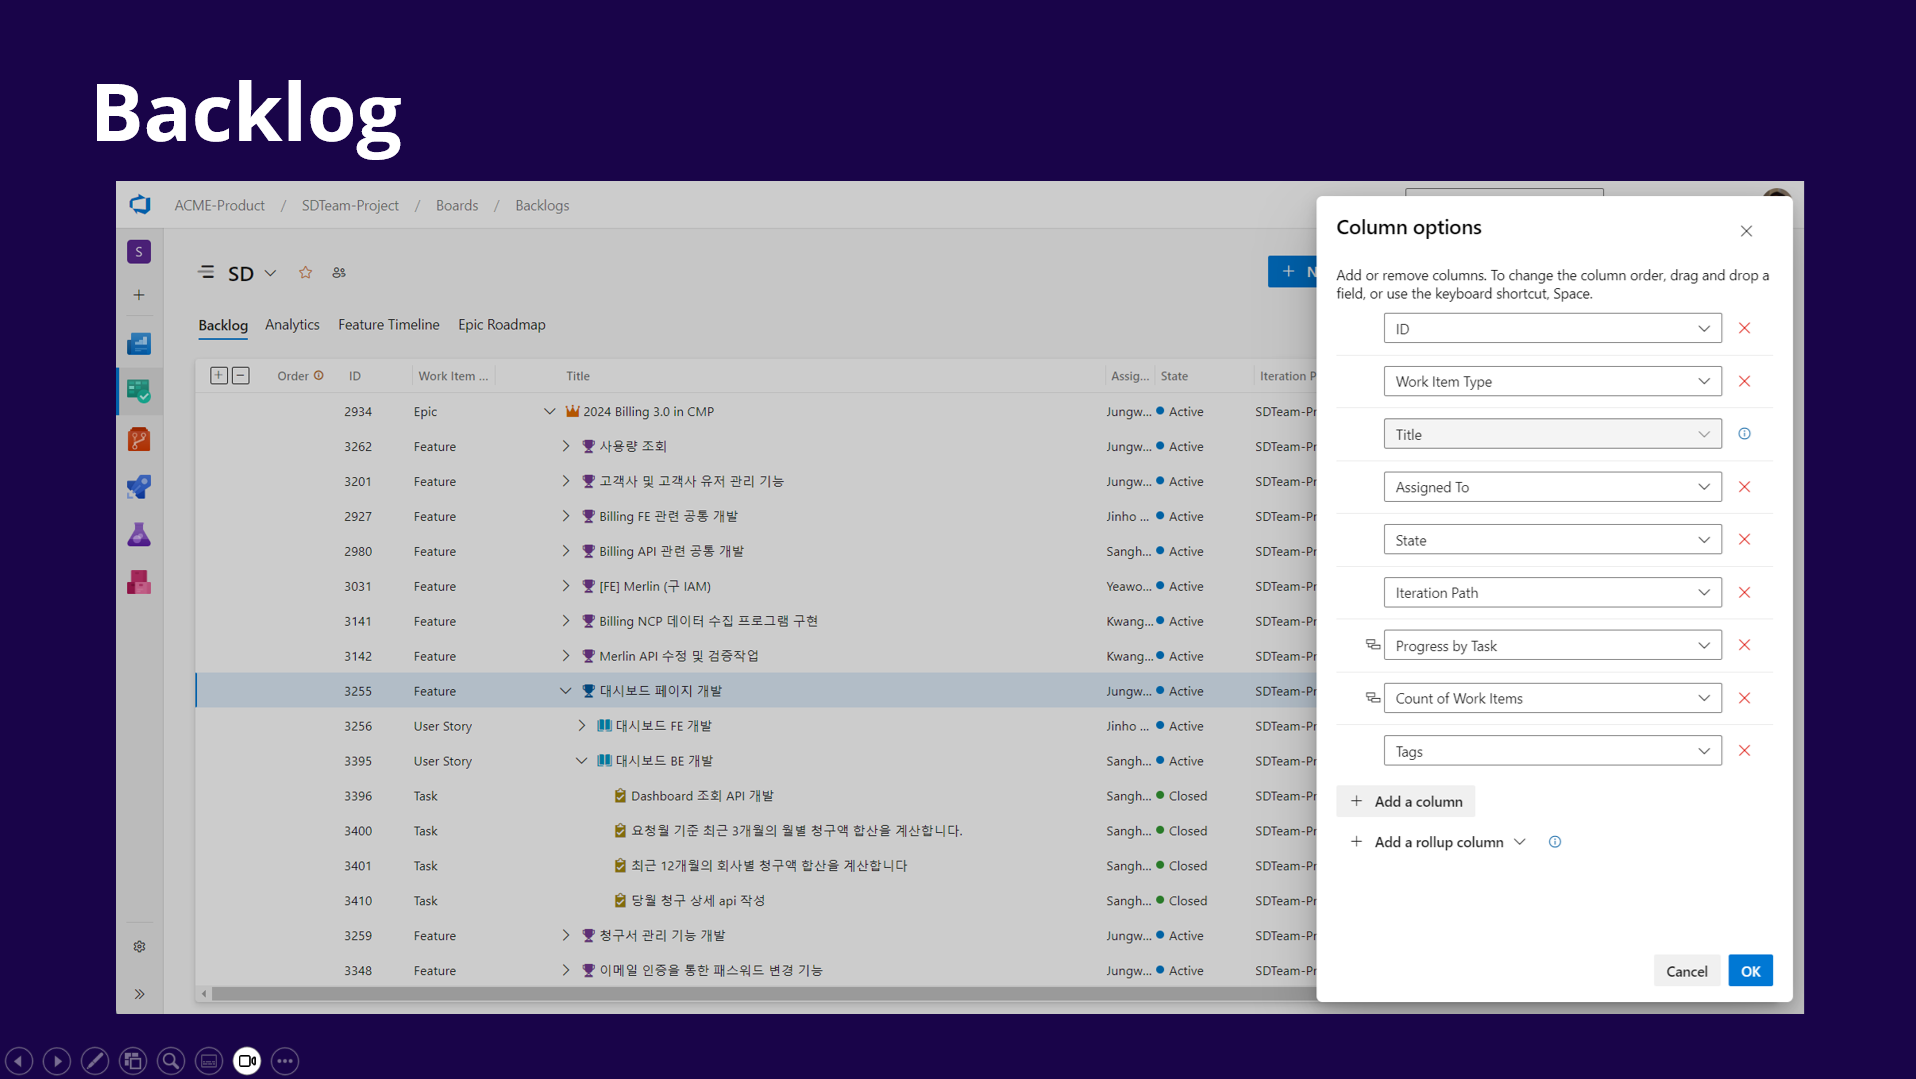 Backlog
ACME-Product / SDTeam-Project / Boards / Backlogs
S
SD
N
Backlog Analytics Feature Timeline Epic Roadmap
Order ID Work Item ... Title Assig... State Iteration P
2934 Epic 2024 Billing 3.0 in CMP Jungw... Active SDTeam-Pr
3262 Feature 사용량 조회 Jungw... Active SDTeam-Pr
3201 Feature 고객사 및 고객사 유저 관리 기능 Jungw... Active SDTeam-Pr
2927 Feature Billing FE 관련 공통 개발 Jinho ... Active SDTeam-Pr
2980 Feature Billing API 관련 공통 개발 Sangh... Active SDTeam-Pr
3031 Feature [FE] Merlin (구 IAM) Yeawo... Active SDTeam-Pr
3141 Feature Billing NCP 데이터 수집 프로그램 구현 Kwang... Active SDTeam-Pr
3142 Feature Merlin API 수정 및 검증작업 Kwang... Active SDTeam-Pr
3255 Feature 대시보드 페이지 개발 Jungw... Active SDTeam-Pr
3256 User Story 대시보드 FE 개발 Jinho ... Active SDTeam-Pr
3395 User Story 대시보드 BE 개발 Sangh... Active SDTeam-Pr
3396 Task Dashboard 조회 API 개발 Sangh... Closed SDTeam-Pr
3400 Task 요청월 기준 최근 3개월의 월별 청구액 합산을 계산합니다. Sangh... Closed SDTeam-Pr
3401 Task 최근 12개월의 회사별 청구액 합산을 계산합니다 Sangh... Closed SDTeam-Pr
3410 Task 당월 청구 상세 api 작성 Sangh... Closed SDTeam-Pr
3259 Feature 청구서 관리 기능 개발 Jungw... Active SDTeam-Pr
3348 Feature 이메일 인증을 통한 패스워드 변경 기능 Jungw... Active SDTeam-Pr
Column options
Add or remove columns. To change the column order, drag and drop a
field, or use the keyboard shortcut, Space.
ID
Work Item Type
Title
Assigned To
State
Iteration Path
Progress by Task
Count of Work Items
Tags
Add a column
Add a rollup column
Cancel OK